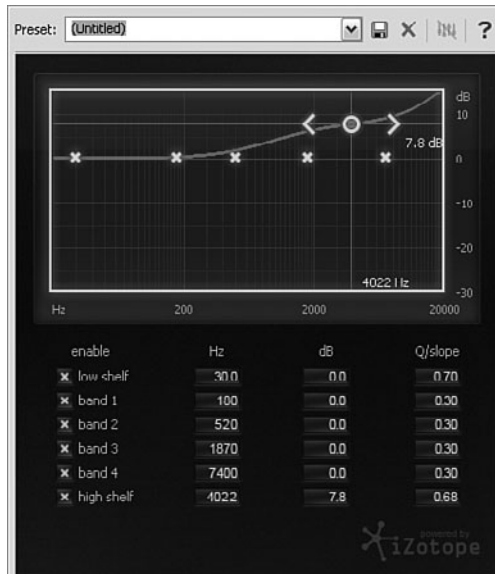 Preset: (Untitled) ?
dB
10
7.8 dB
0
-10
-20
4022 Hz
-30
Hz 200 2000 20000
enable Hz dB Q/slope
low shelf 30.0 0.0 0.70
band 1 100 0.0 0.30
band 2 520 0.0 0.30
band 3 1870 0.0 0.30
band 4 7400 0.0 0.30
high shelf 4022 7.8 0.68
powered by
iZotope